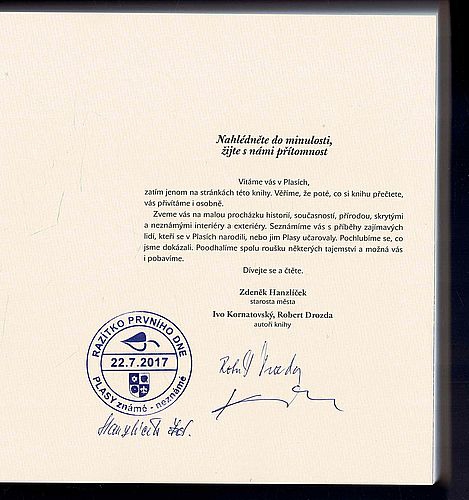 Nahlédněte do minulosti,
žijte s námi přítomnost
Vítáme vás v Plasích,
zatím jenom na stránkách této knihy. Věříme, že poté, co si knihu přečtete,
vás přivítáme i osobně.
Zveme vás na malou procházku historií, současností, přírodou, skrytými
a neznámými interiéry a exteriéry. Seznámíme vás s příběhy zajímavých
lidí, kteří se v Plasích narodili, nebo jim Plasy učarovaly. Pochlubíme se, co
jsme dokázali. Poodhalíme spolu roušku některých tajemství a možná vás
i pobavíme.
Dívejte se a čtěte.
Zdeněk Hanzlíček
starosta města
Ivo Kornatovský, Robert Drozda
autoři knihy
RAZÍTKO PRVNÍHO DNE
22.7.2017
PLASY známé - neznámé
Robert Drozda
Hanzlíček Zd.